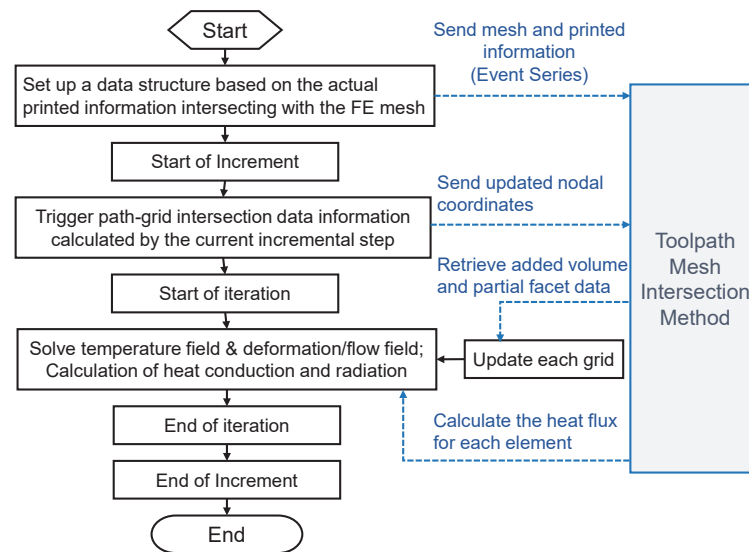 Start
Send mesh and printed
information
(Event Series)
Set up a data structure based on the actual
printed information intersecting with the FE mesh
Start of Increment
Send updated nodal
coordinates
Trigger path-grid intersection data information
calculated by the current incremental step
Toolpath
Mesh
Intersection
Method
Retrieve added volume
and partial facet data
Start of iteration
Solve temperature field & deformation/flow field;
Calculation of heat conduction and radiation
Update each grid
End of iteration
Calculate the heat flux
for each element
End of Increment
End